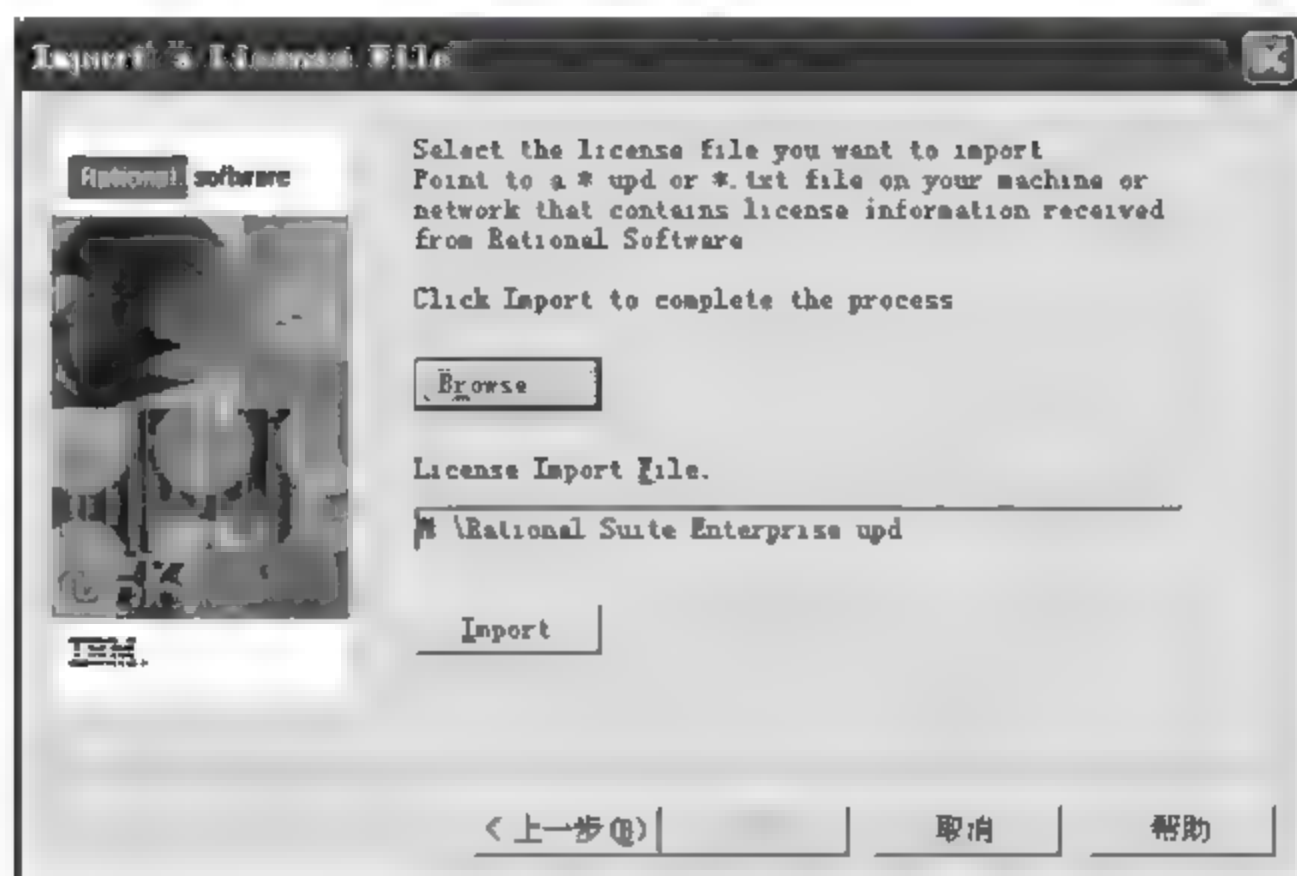 Import a License File
Rational software
Select the license file you want to import
Point to a * upd or *.txt file on your machine or
network that contains license information received
from Rational Software
Click Import to complete the process
Browse
License Import File.
\Rational Suite Enterprise upd
Import
IBM.
< 上一步(B)
取消
帮助